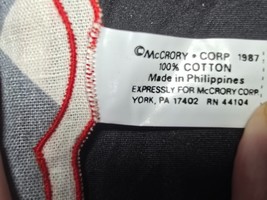 © McCRORY • CORP 1987
100% COTTON
Made in Philippines
EXPRESSLY FOR McCRORY CORP.
YORK, PA 17402 RN 44104